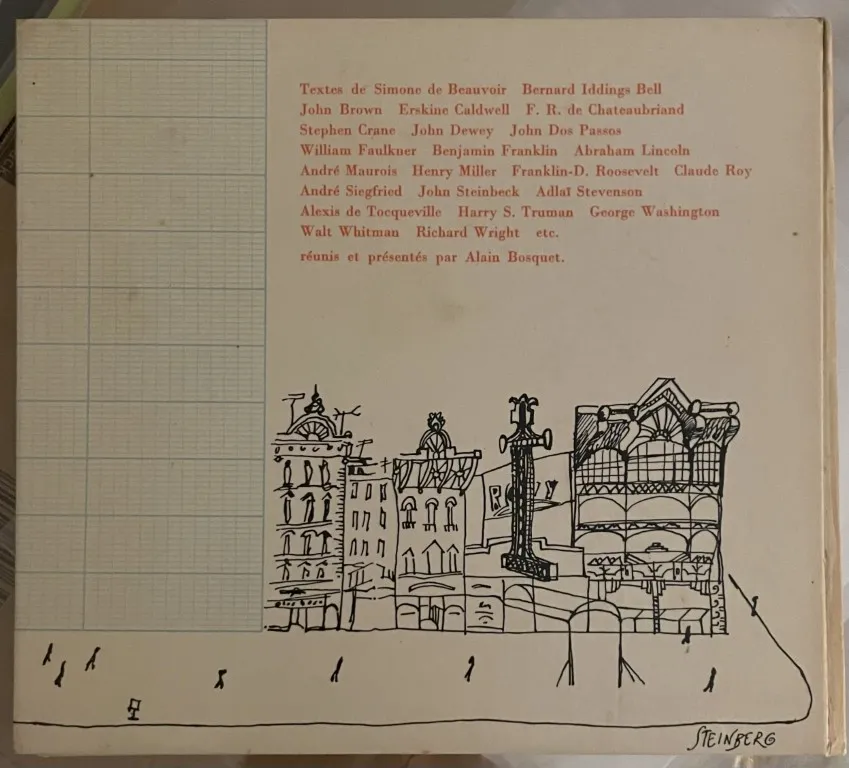 Textes de Simone de Beauvoir Bernard Iddings Bell
John Brown Erskine Caldwell F. R. de Chateaubriand
Stephen Crane John Dewey John Dos Passos
William Faulkner Benjamin Franklin Abraham Lincoln
André Maurois Henry Miller Franklin-D. Roosevelt Claude Roy
André Siegfried John Steinbeck Adlaï Stevenson
Alexis de Tocqueville Harry S. Truman George Washington
Walt Whitman Richard Wright etc.
réunis et présentés par Alain Bosquet.
STEINBERG